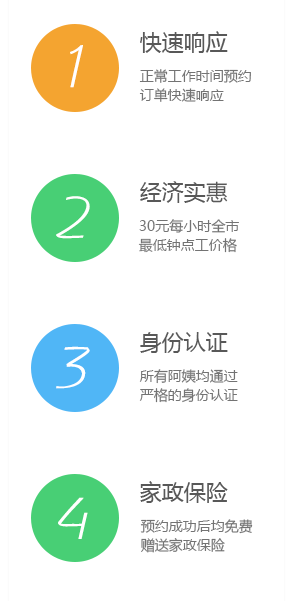 1
快速响应
正常工作时间预约
订单快速响应
2
经济实惠
30元每小时全市
最低钟点工价格
3
身份认证
所有阿姨均通过
严格的身份认证
4
家政保险
预约成功后均免费
赠送家政保险